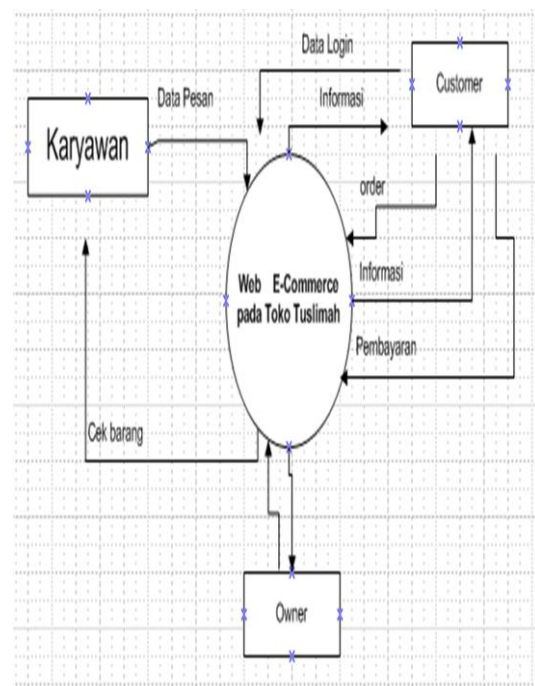 Data Login
Customer
Data Pesan
Informasi
Karyawan
order
Informasi
Web E-Commerce
pada Toko Tuslimah
Pembayaran
Cek barang
Owner